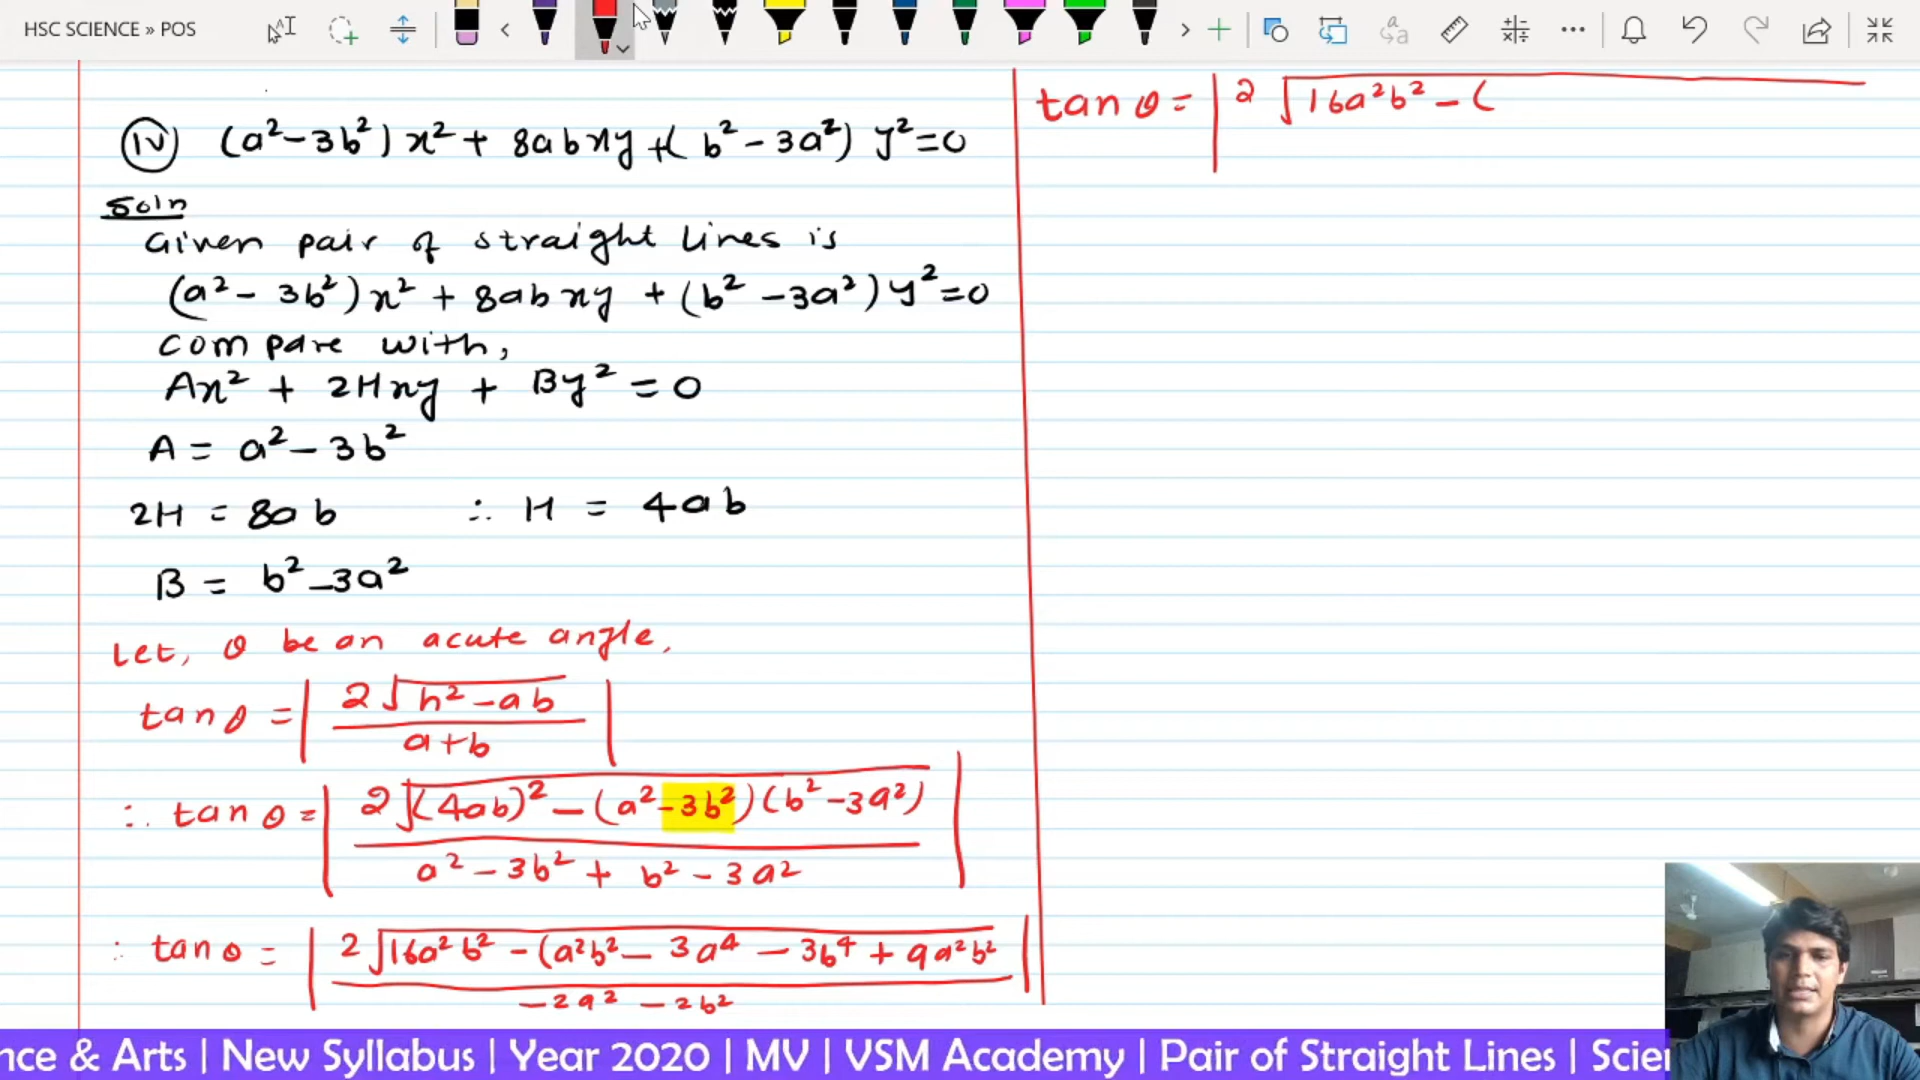 HSC SCIENCE » POS
(IV) (a²-3b²) x² + 8abxy + (b² - 3a²) y² = 0
Soln
Given pair of straight lines is
(a² - 3b²) x² + 8abxy + (b² - 3a²) y² = 0
compare with,
Ax² + 2Hxy + By² = 0
A = a² - 3b²
2H = 8ab ∴ H = 4ab
B = b² - 3a²
Let, θ be an acute angle,
tan θ = | 2√(h² - ab) / (a+b) |
∴ tan θ = | 2√((4ab)² - (a² - 3b²)(b² - 3a²)) / (a² - 3b² + b² - 3a²) |
∴ tan θ = | 2√(16a²b² - (a²b² - 3a⁴ - 3b⁴ + 9a²b²) / (-2a² - 2b²) |
tan θ = | 2 √16a²b² - (
nce & Arts | New Syllabus | Year 2020 | MV | VSM Academy | Pair of Straight Lines | Scien